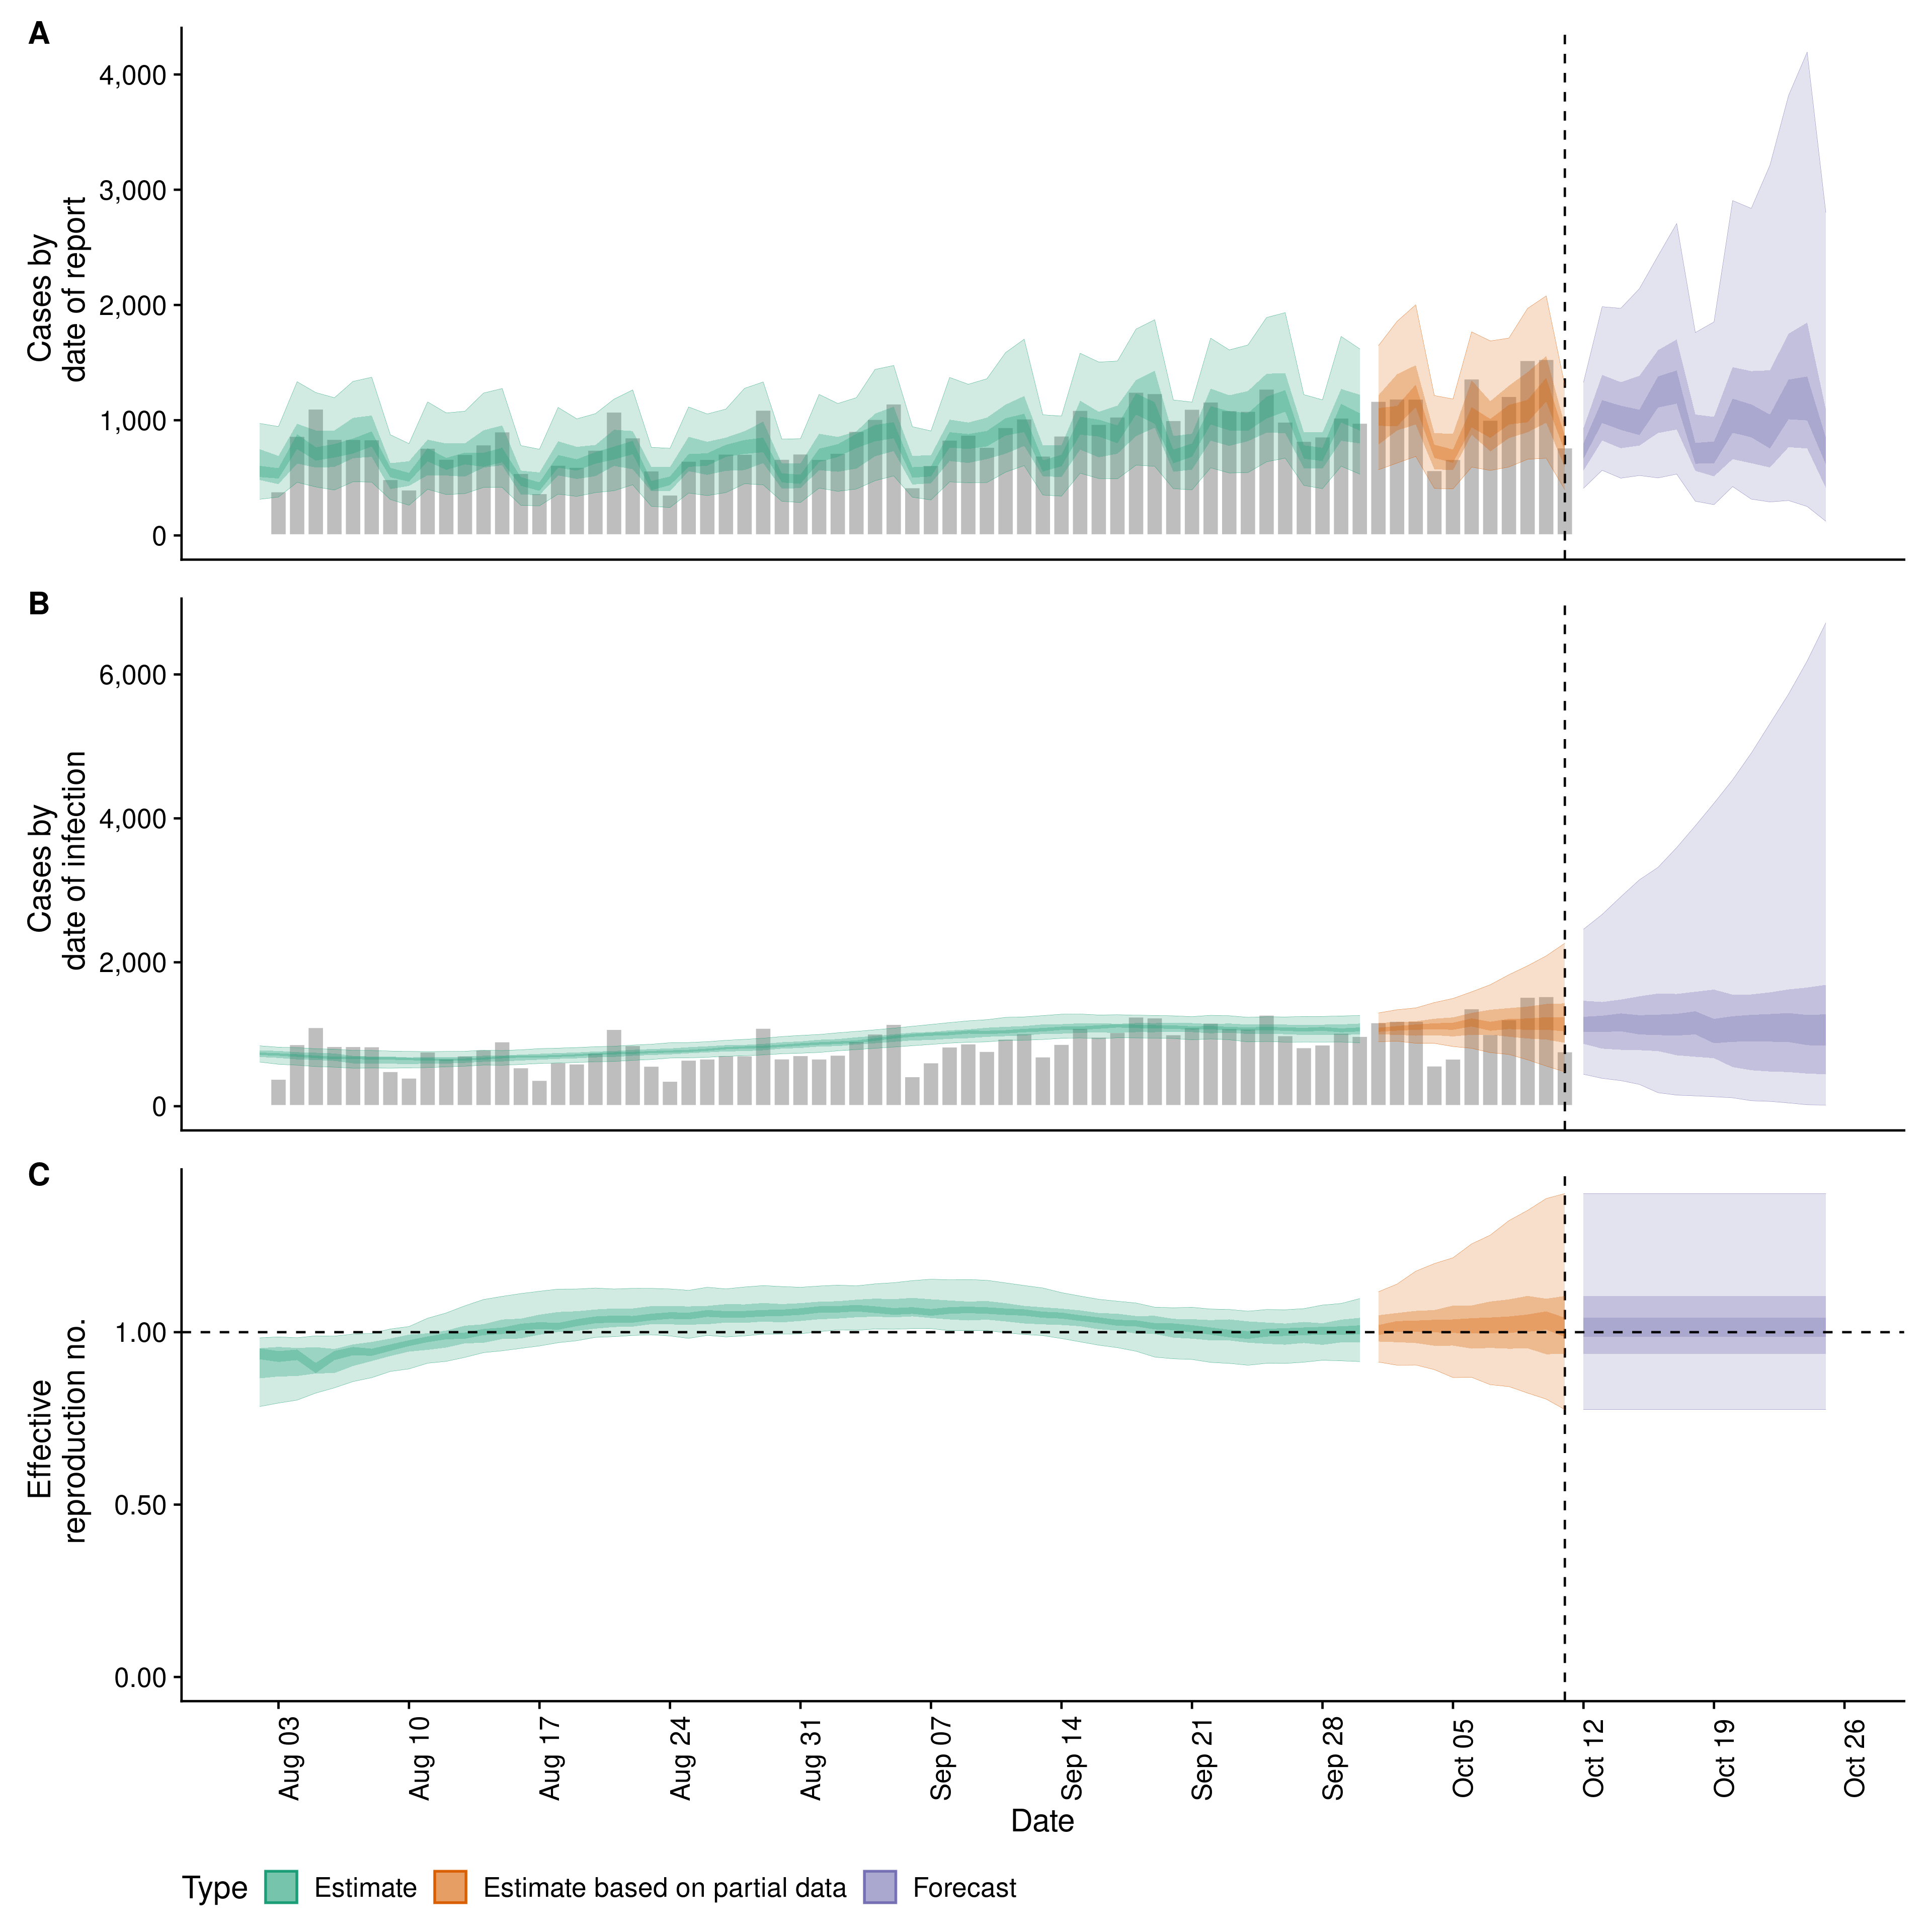 A
Cases by
date of report
4,000
3,000
2,000
1,000
0
B
Cases by
date of infection
6,000
4,000
2,000
0
C
Effective
reproduction no.
1.00
0.50
0.00
Aug 03
Aug 10
Aug 17
Aug 24
Aug 31
Sep 07
Sep 14
Sep 21
Sep 28
Oct 05
Oct 12
Oct 19
Oct 26
Date
Type Estimate Estimate based on partial data Forecast